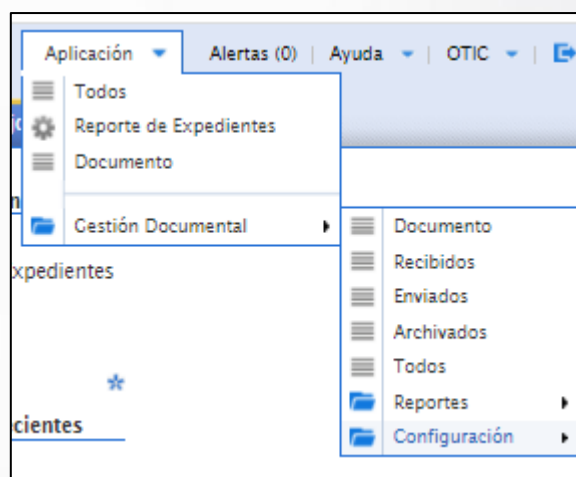 Aplicación Alertas (0) | Ayuda | OTIC |
Todos
Reporte de Expedientes
Documento
Gestión Documental
Documento
xpedientes
Recibidos
Enviados
Archivados
Todos
Reportes
cientes
Configuración